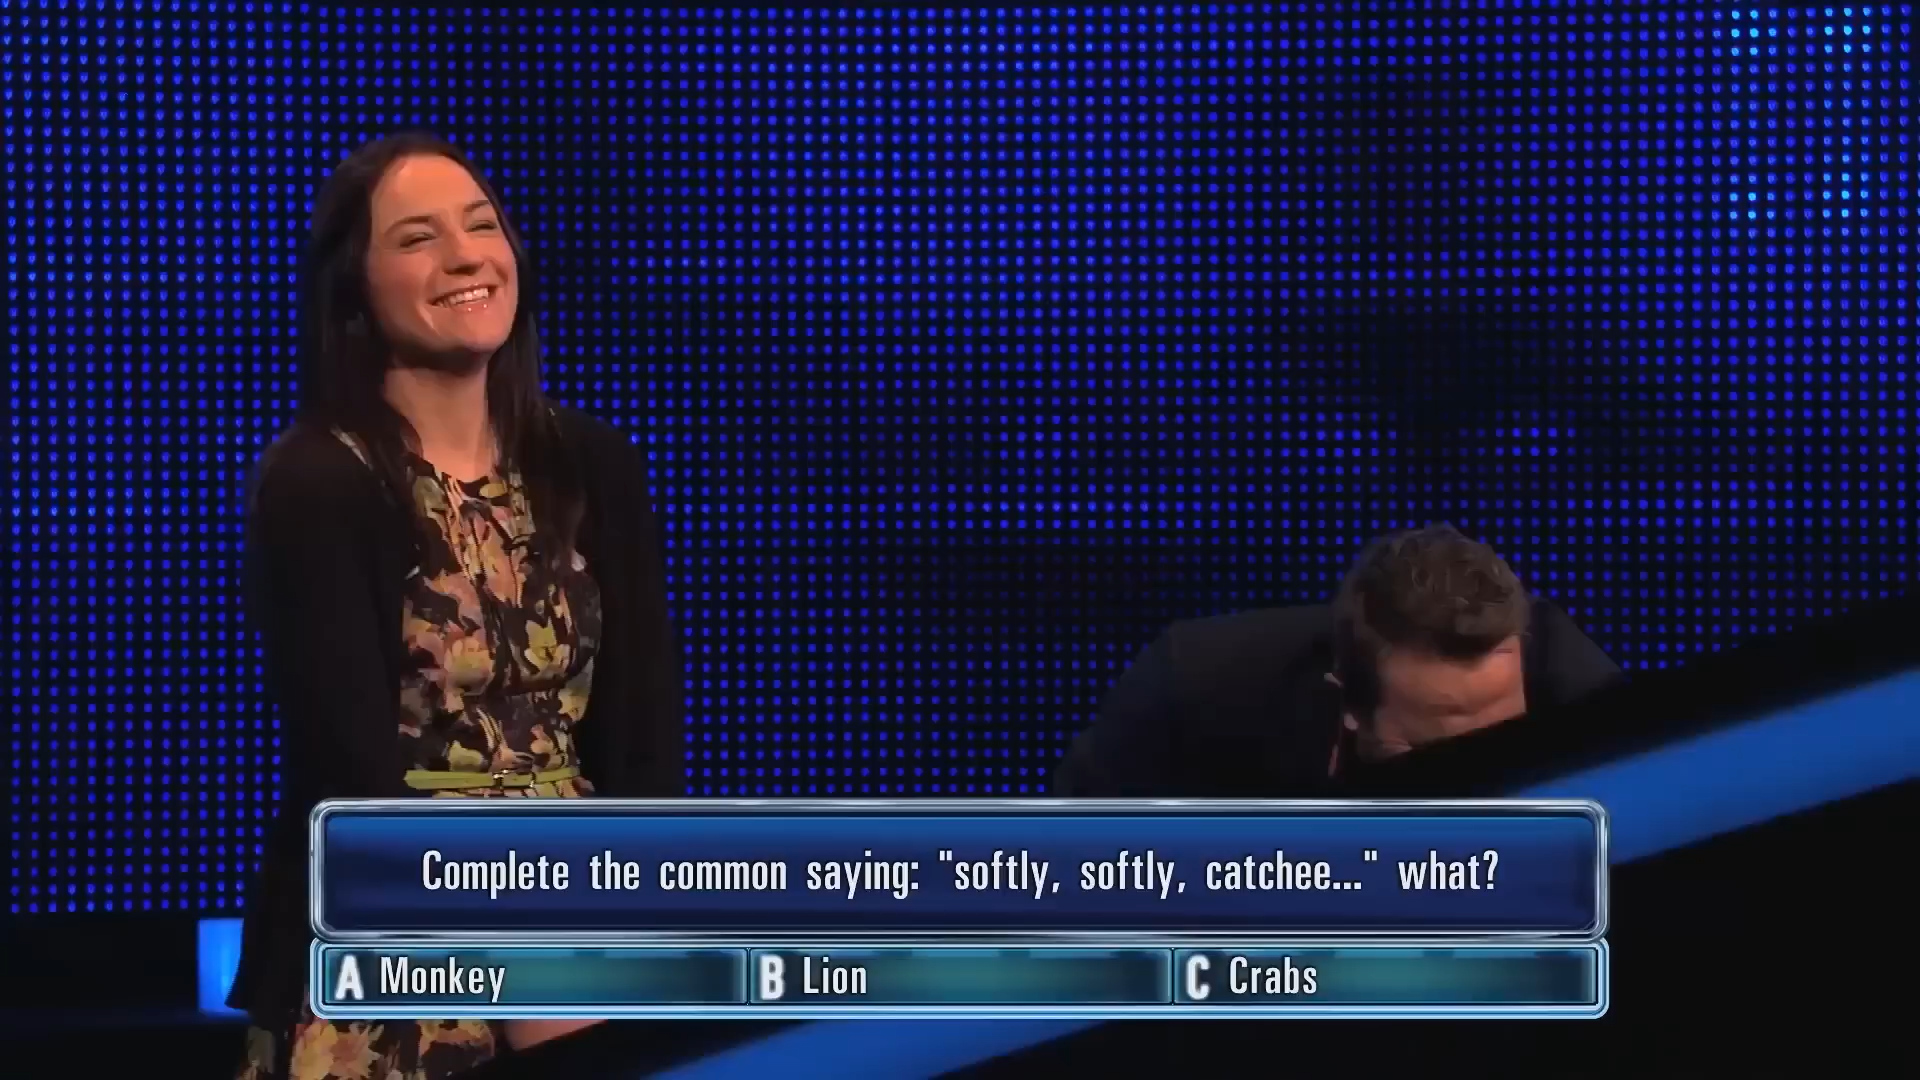 Complete the common saying: "softly, softly, catchee..." what?
A Monkey
B Lion
C Crabs